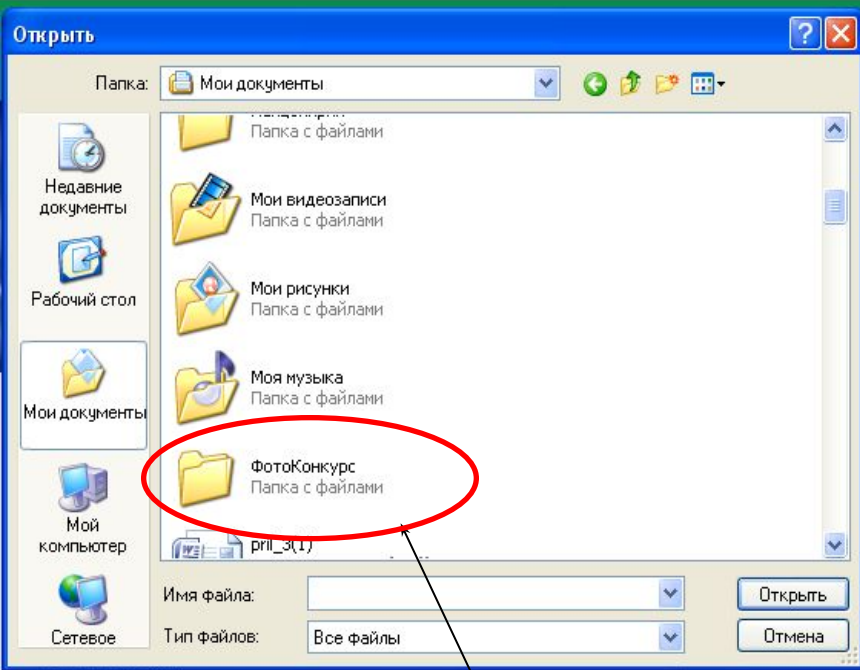 Открыть
Папка:
Мои документы
Папка с файлами
Мои видеозаписи
Папка с файлами
Мои рисунки
Папка с файлами
Моя музыка
Папка с файлами
ФотоКонкурс
Папка с файлами
pril_3(1)
Недавние
документы
Рабочий стол
Мои документы
Мой
компьютер
Сетевое
Имя файла:
Открыть
Тип файлов:
Все файлы
Отмена